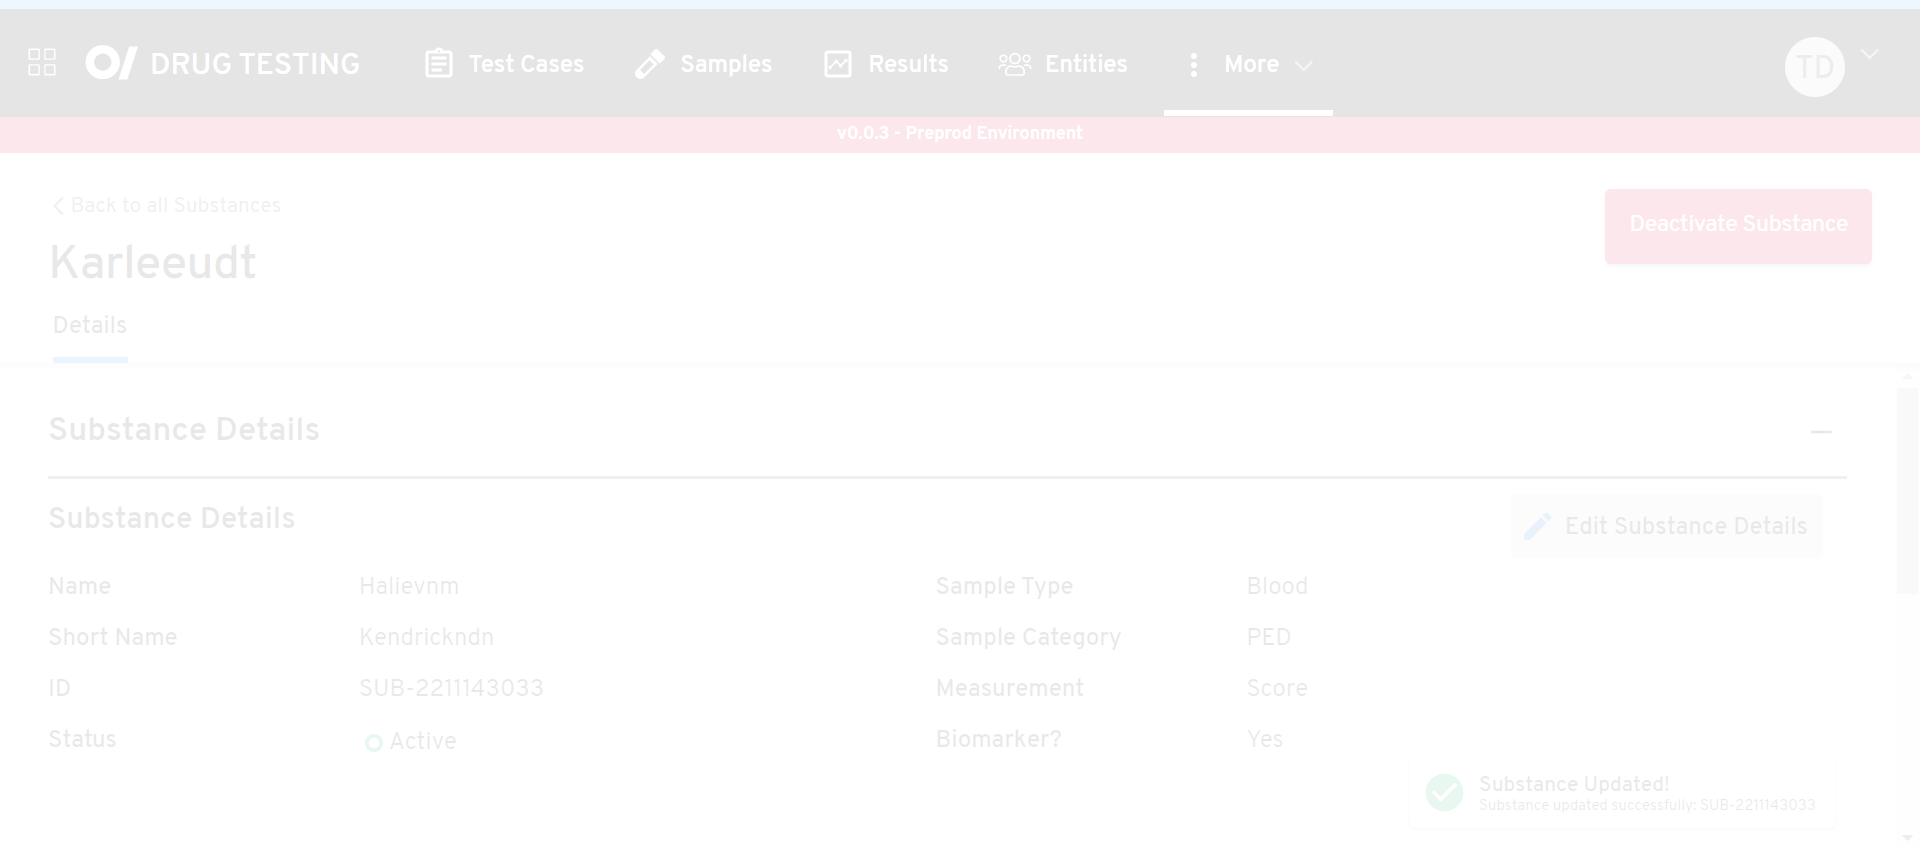 DRUG TESTING Test Cases Samples Results Entities More TD
v0.0.3 - Preprod Environment
Back to all Substances
Deactivate Substance
Karleeudt
Details
Substance Details
Substance Details
Edit Substance Details
Name Halievnm Sample Type Blood
Short Name Kendrickndn Sample Category PED
ID SUB-2211143033 Measurement Score
Status Active Biomarker? Yes
Substance Updated!
Substance updated successfully: SUB-2211143033